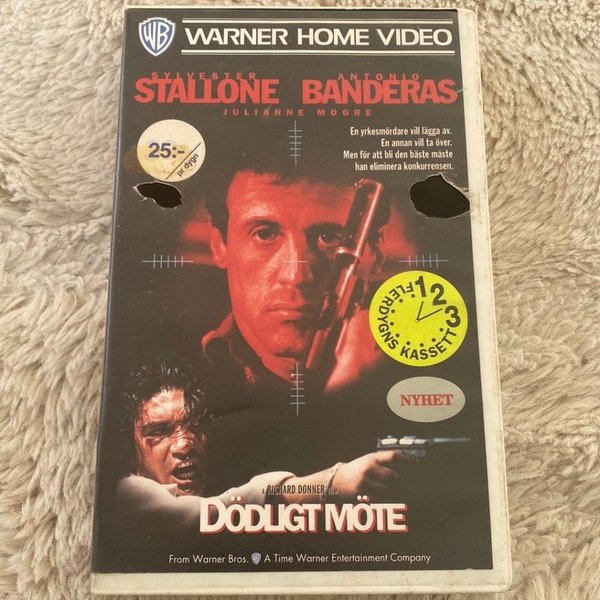 WB WARNER HOME VIDEO
SYLVESTER ANTONIO
STALLONE BANDERAS
JULIANNE MOORE
En yrkesmördare vill lägga av.
En annan vill ta över.
Men för att bli den bäste måste
han eliminera konkurrensen.
25:-
pr dygn
1 2 3
FLERDYGNS KASSETT
NYHET
A RICHARD DONNER FILM
DÖDLIGT MÖTE
From Warner Bros. WB A Time Warner Entertainment Company